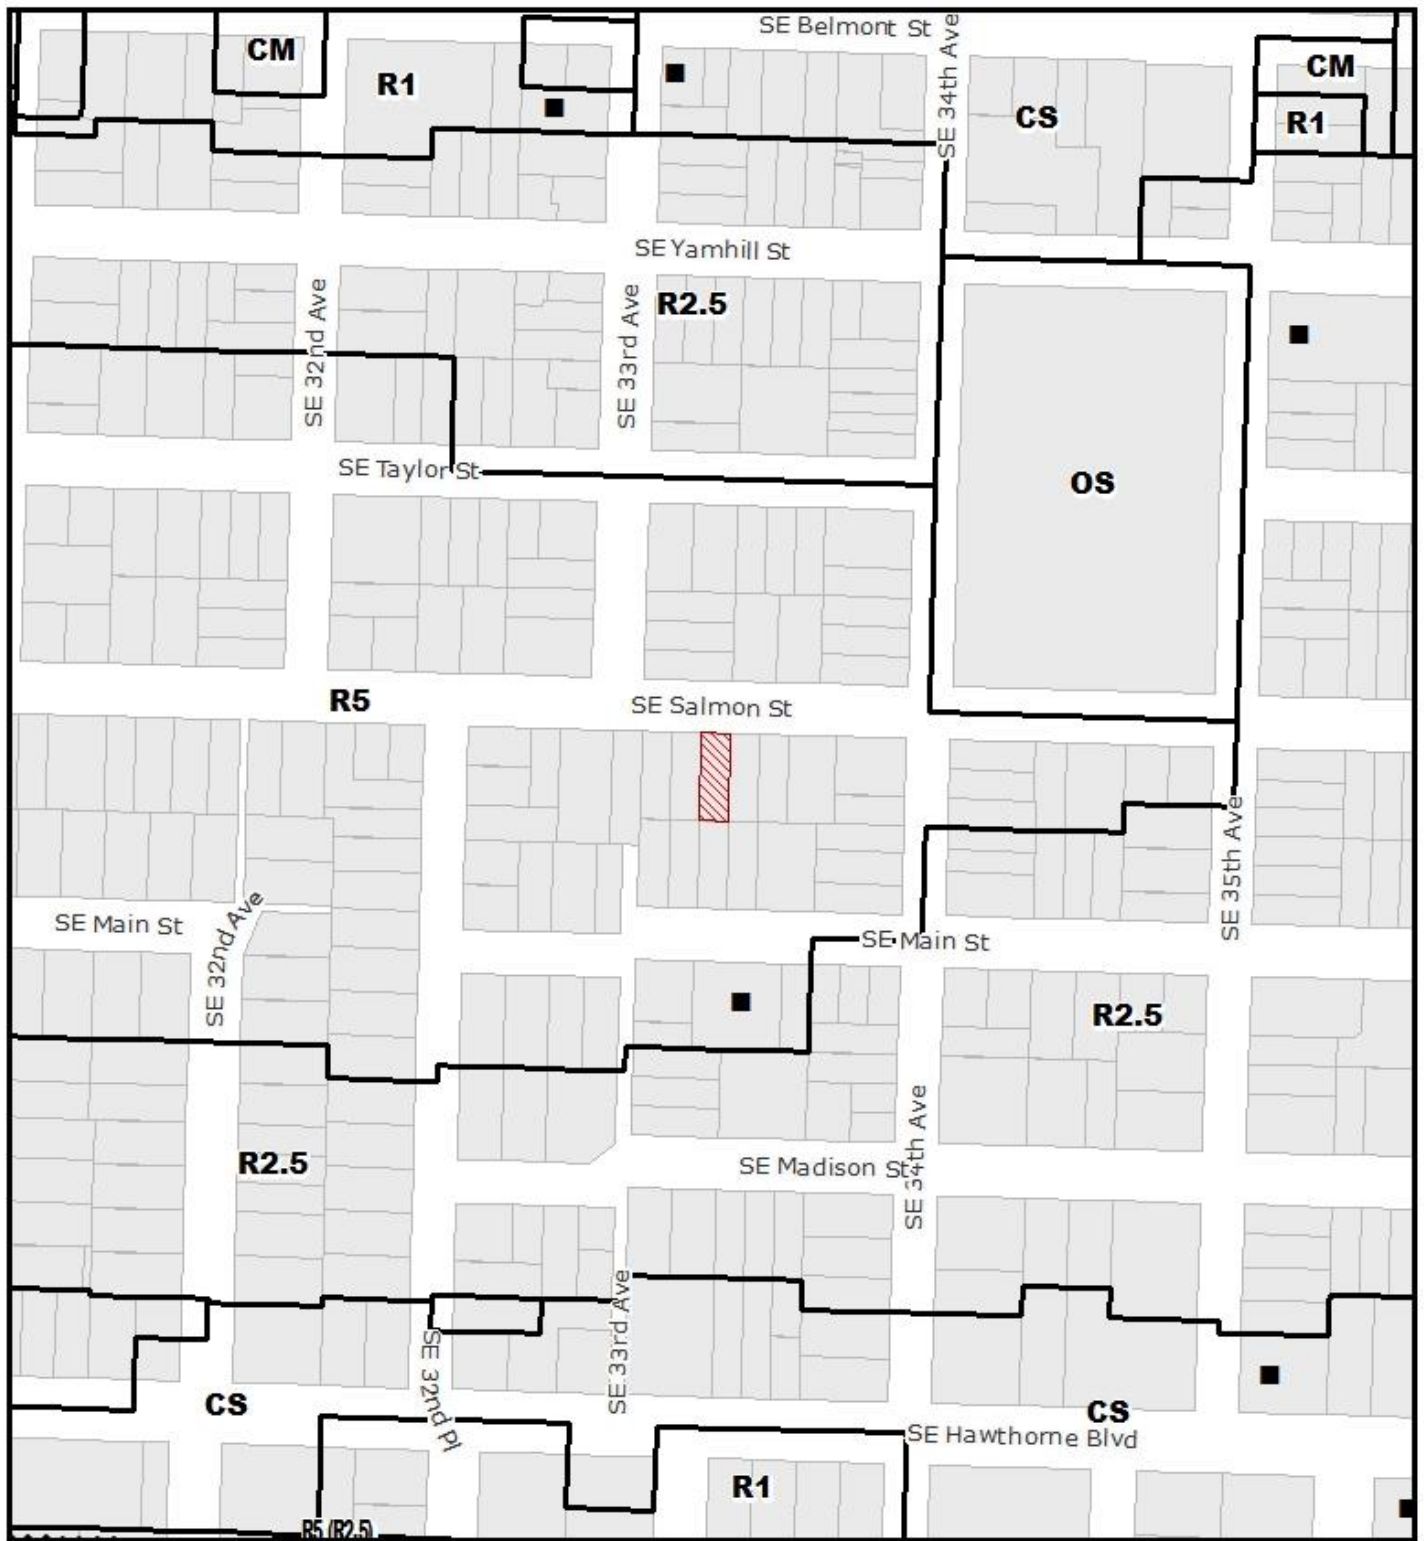 SE Belmont St
CM
R1
SE 34th Ave
CS
CM
R1
SE Yamhill St
SE 32nd Ave
SE 33rd Ave
R2.5
SE Taylor St
OS
R5
SE Salmon St
SE 35th Ave
SE Main St
SE 32nd Ave
SE Main St
R2.5
SE 34th Ave
R2.5
SE Madison St
SE 33rd Ave
SE 32nd Pl
CS
CS
SE Hawthorne Blvd
R1
R5 (R2.5)